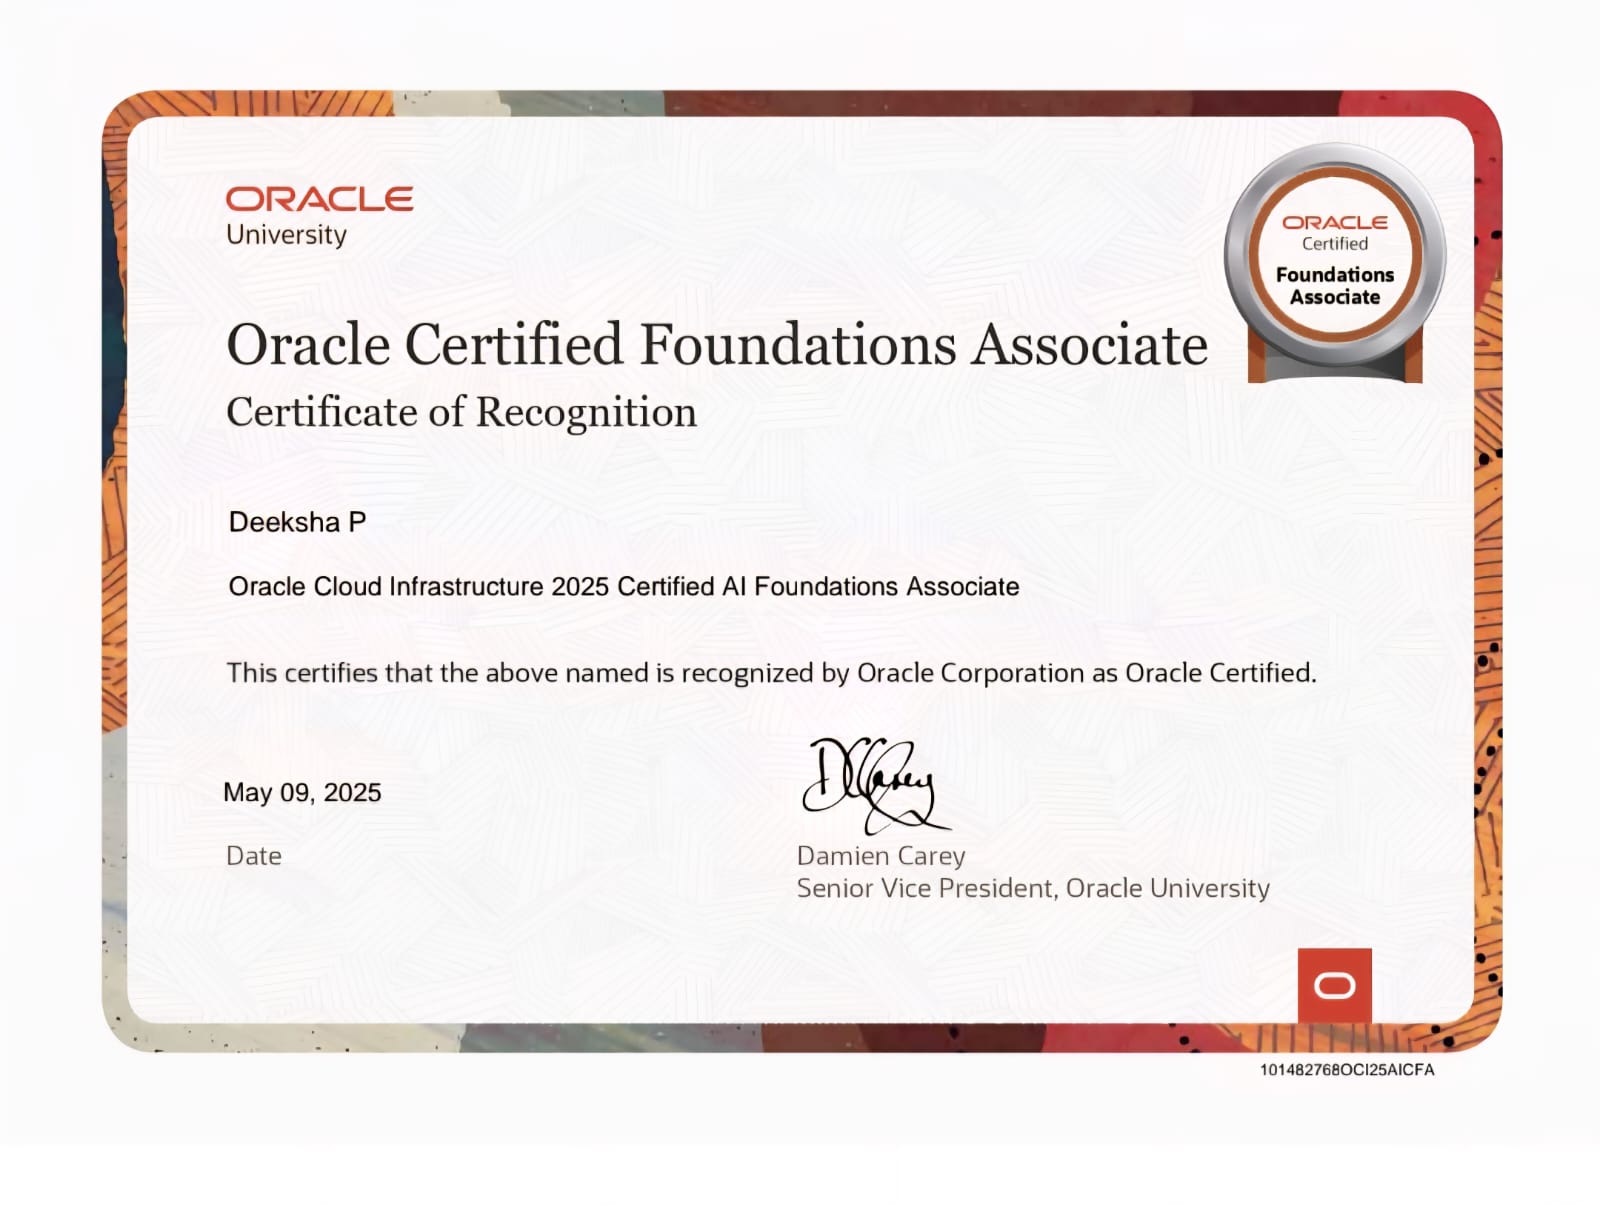 ORACLE
University
ORACLE
Certified
Foundations
Associate
Oracle Certified Foundations Associate
Certificate of Recognition
Deeksha P
Oracle Cloud Infrastructure 2025 Certified AI Foundations Associate
This certifies that the above named is recognized by Oracle Corporation as Oracle Certified.
May 09, 2025
Date
DCarey
Damien Carey
Senior Vice President, Oracle University
101482768OCI25AICFA